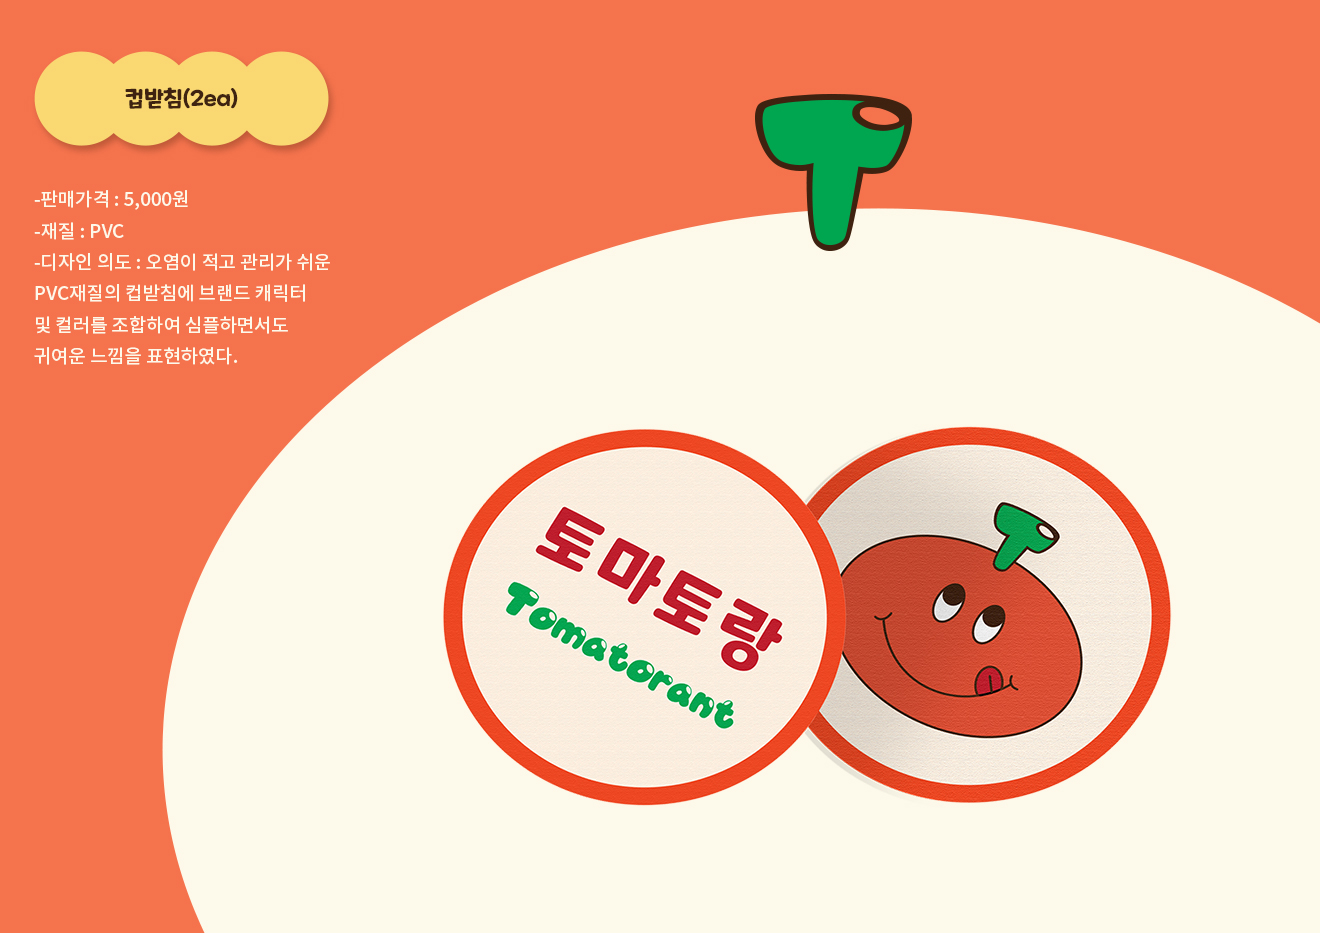 컵받침(2ea)
-판매가격 : 5,000원
-재질 : PVC
-디자인 의도 : 오염이 적고 관리가 쉬운
PVC재질의 컵받침에 브랜드 캐릭터
및 컬러를 조합하여 심플하면서도
귀여운 느낌을 표현하였다.
토마토랑
Tomatorant